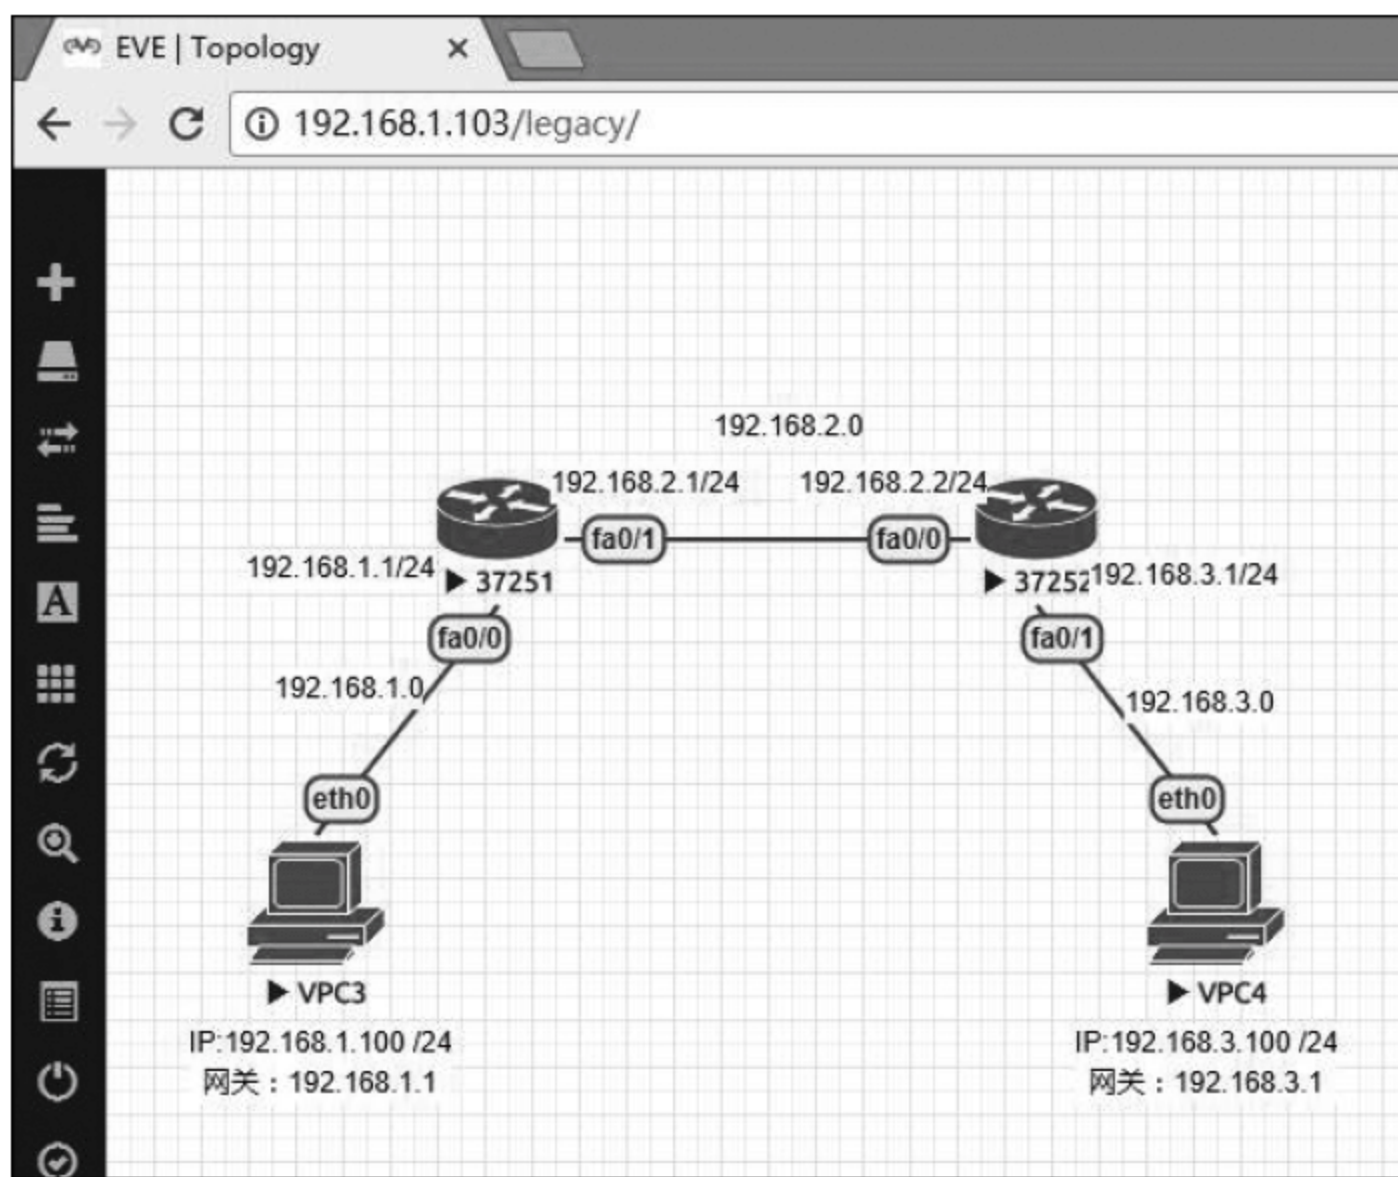 EVE | Topology
192.168.1.103/legacy/
192.168.2.0
192.168.2.1/24
192.168.2.2/24
fa0/1
fa0/0
192.168.1.1/24
37251
37252
192.168.3.1/24
fa0/0
fa0/1
192.168.1.0
192.168.3.0
eth0
eth0
VPC3
VPC4
IP:192.168.1.100 /24
网关：192.168.1.1
IP:192.168.3.100 /24
网关：192.168.3.1